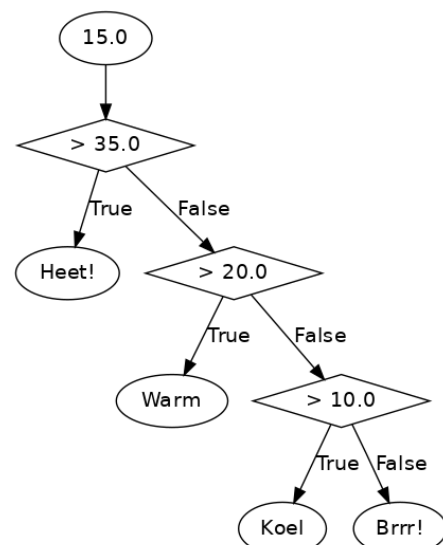 15.0
> 35.0
True
False
Heet!
> 20.0
True
False
Warm
> 10.0
True
False
Koel
Brrr!